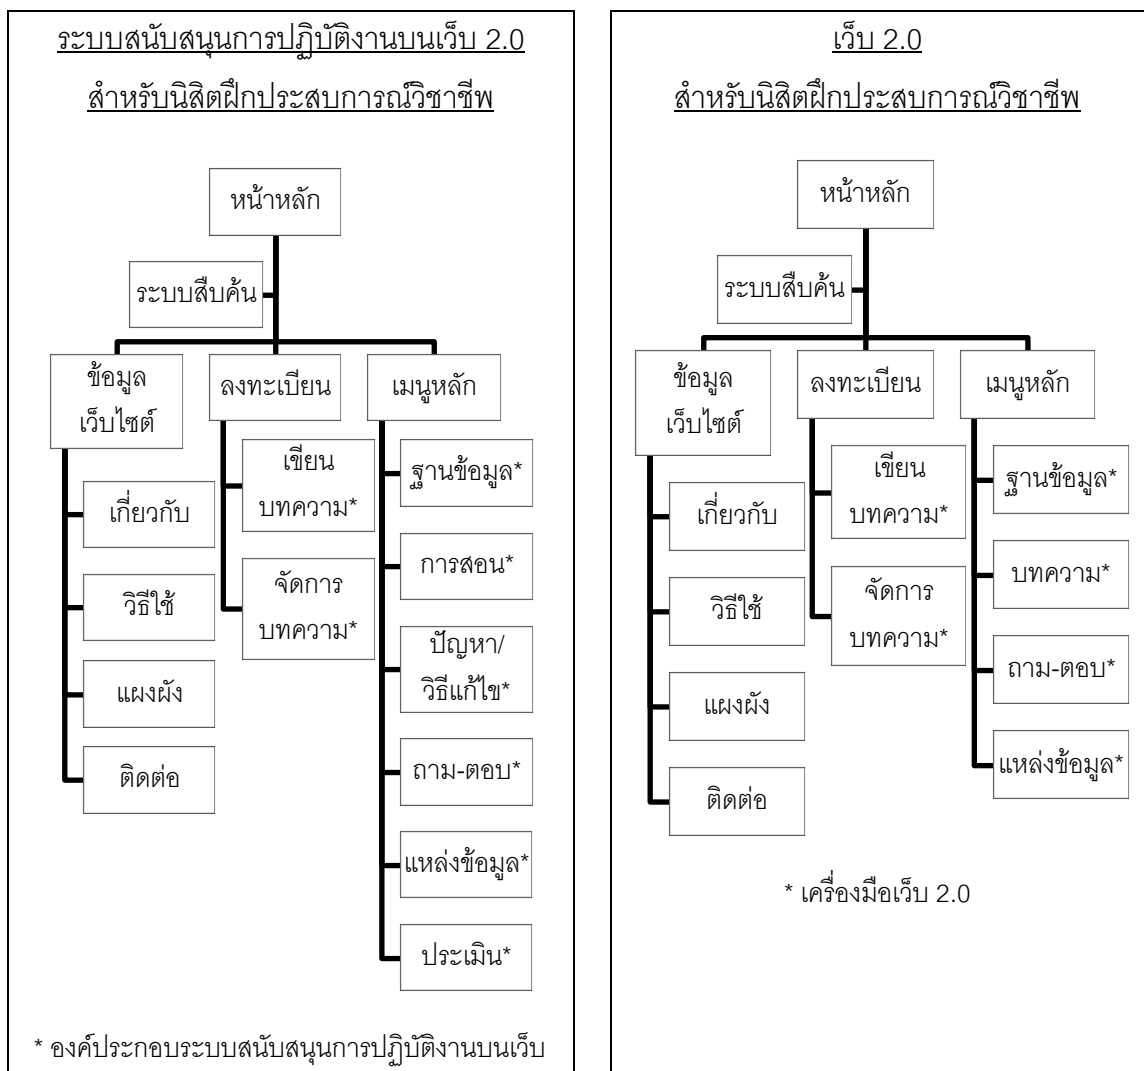 ระบบสนับสนุนการปฏิบัติงานบนเว็บ 2.0
สำหรับนิสิตฝึกประสบการณ์วิชาชีพ
หน้าหลัก
ระบบสืบค้น
ข้อมูล
เว็บไซต์
เกี่ยวกับ
วิธีใช้
แผงผัง
ติดต่อ
ลงทะเบียน
เขียน
บทความ*
จัดการ
บทความ*
เมนูหลัก
ฐานข้อมูล*
การสอน*
ปัญหา/
วิธีแก้ไข*
ถาม-ตอบ*
แหล่งข้อมูล*
ประเมิน*
* องค์ประกอบระบบสนับสนุนการปฏิบัติงานบนเว็บ
เว็บ 2.0
สำหรับนิสิตฝึกประสบการณ์วิชาชีพ
หน้าหลัก
ระบบสืบค้น
ข้อมูล
เว็บไซต์
เกี่ยวกับ
วิธีใช้
แผงผัง
ติดต่อ
ลงทะเบียน
เขียน
บทความ*
จัดการ
บทความ*
เมนูหลัก
ฐานข้อมูล*
บทความ*
ถาม-ตอบ*
แหล่งข้อมูล*
* เครื่องมือเว็บ 2.0